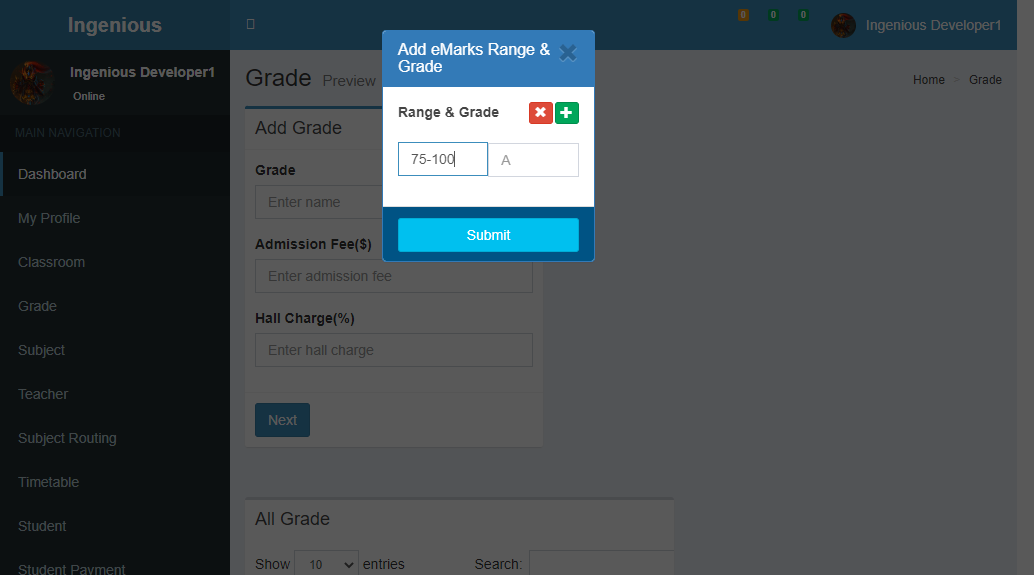 Ingenious
0 0 0
Ingenious Developer1
Ingenious Developer1
Online
MAIN NAVIGATION
Dashboard
My Profile
Classroom
Grade
Subject
Teacher
Subject Routing
Timetable
Student
Student Payment
Grade Preview
Home > Grade
Add Grade
Grade
Enter name
Admission Fee($)
Enter admission fee
Hall Charge(%)
Enter hall charge
Next
Add eMarks Range &
Grade
Range & Grade
75-100 A
Submit
All Grade
Show 10 entries Search: